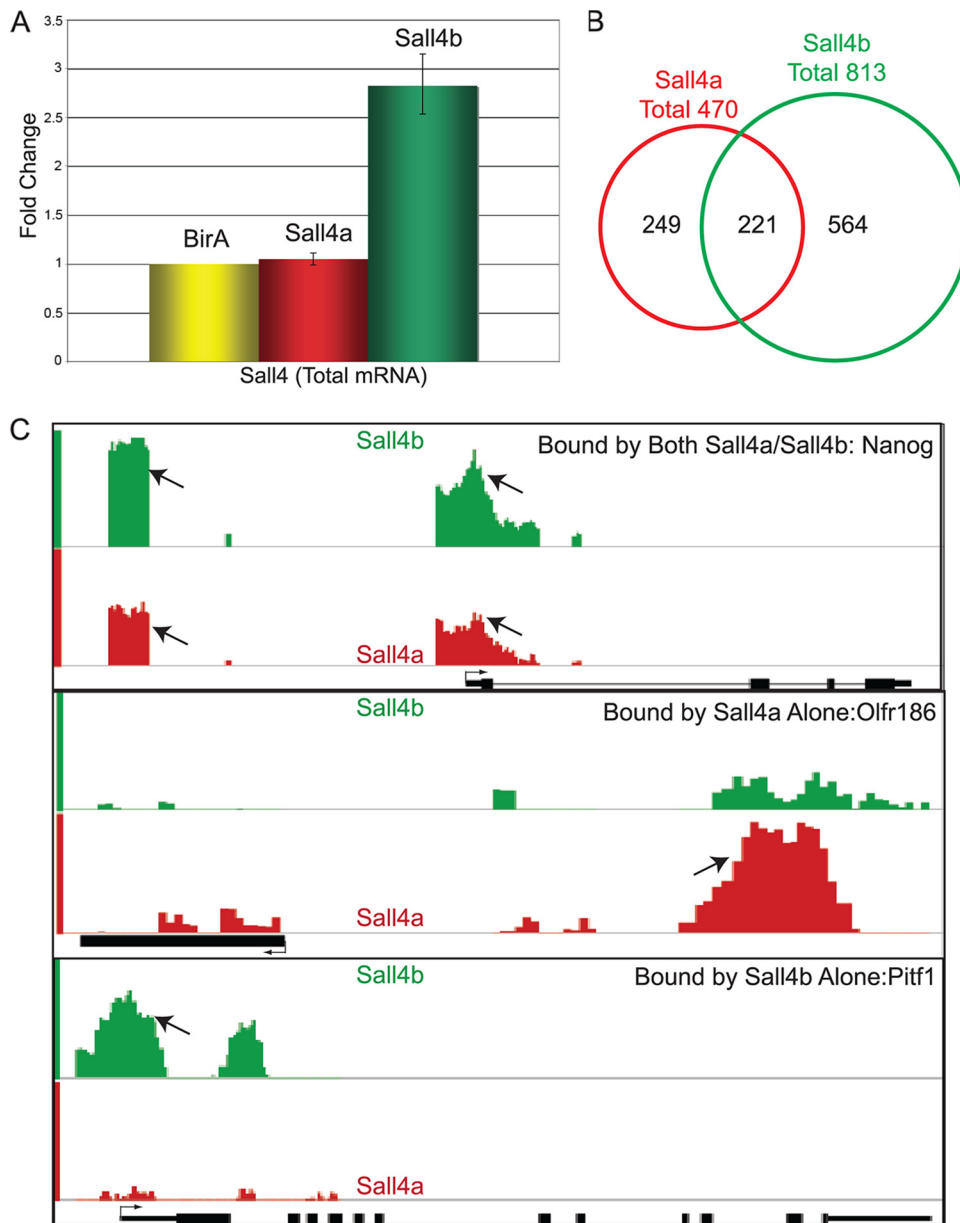 A
Fold Change
3.5
3
2.5
2
1.5
1
0.5
0
BirA
Sall4a
Sall4b
Sall4 (Total mRNA)
B
Sall4a
Total 470
Sall4b
Total 813
249
221
564
C
Sall4b
Bound by Both Sall4a/Sall4b: Nanog
Sall4a
Sall4b
Bound by Sall4a Alone:Olfr186
Sall4a
Sall4b
Bound by Sall4b Alone:Pitf1
Sall4a